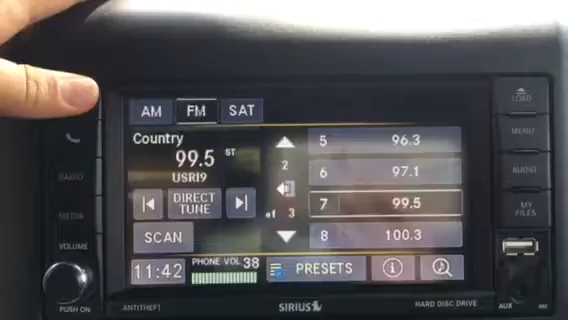 LOAD
AM FM SAT
MENU
Country
99.5 ST
USRI9
5 96.3
2
6 97.1
AUDIO
RADIO
DIRECT TUNE
of 3
7 99.5
MY FILES
MEDIA
SCAN
8 100.3
VOLUME
11:42
PHONE VOL 38
PRESETS
PUSH ON
ANTITHEFT
SIRIUS
HARD DISC DRIVE
AUX